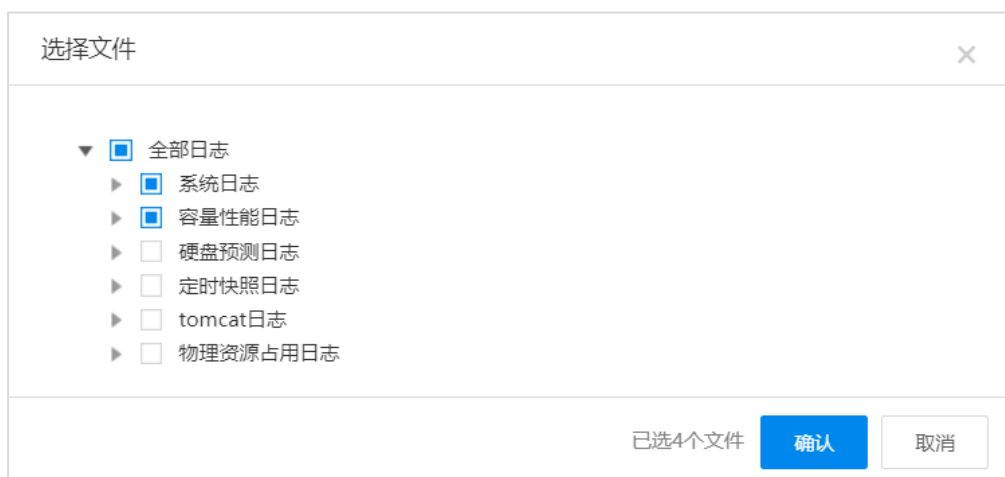 选择文件
全部日志
系统日志
容量性能日志
硬盘预测日志
定时快照日志
tomcat日志
物理资源占用日志
已选4个文件 确认 取消